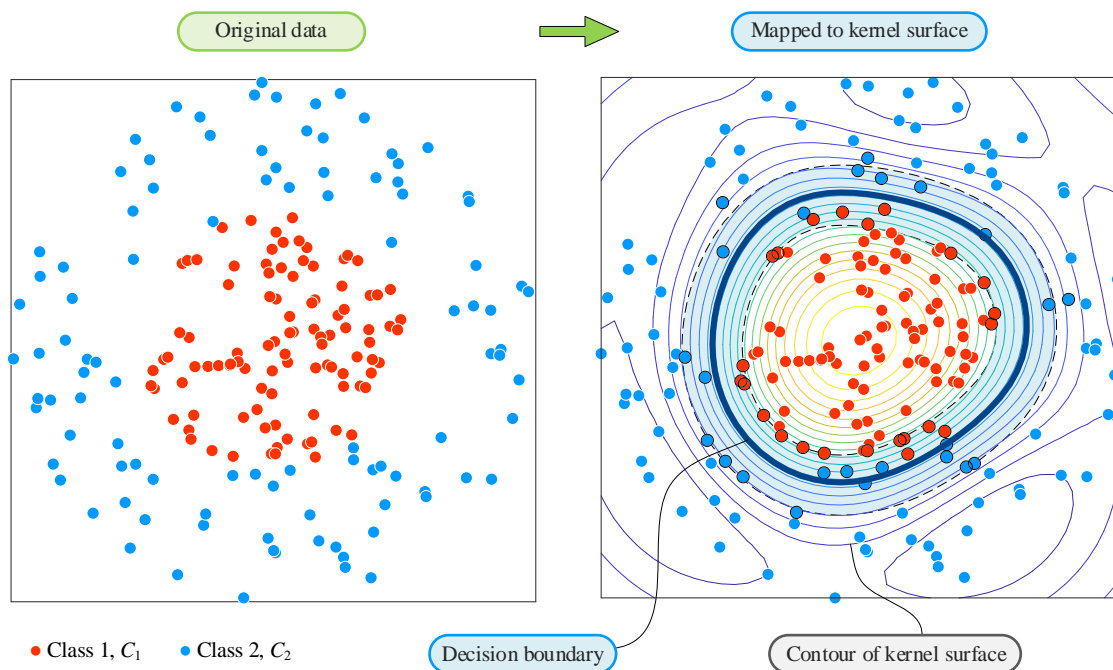 Original data
Mapped to kernel surface
Class 1, C1
Class 2, C2
Decision boundary
Contour of kernel surface